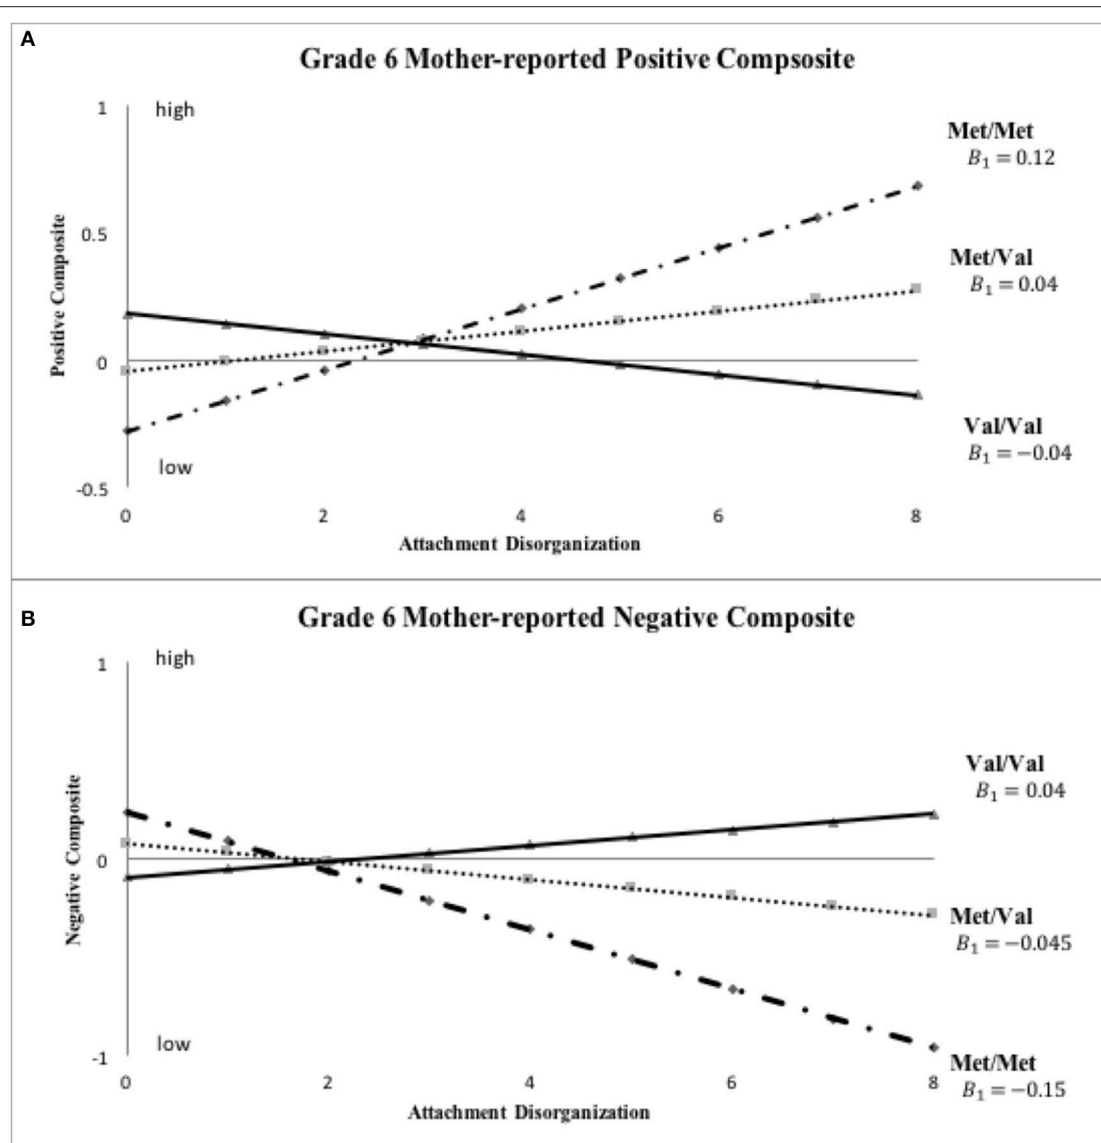 A
Grade 6 Mother-reported Positive Compsosite
1
high
Met/Met
B₁ = 0.12
0.5
Met/Val
B₁ = 0.04
Positive Composite
0
Val/Val
B₁ = −0.04
low
-0.5
0 2 4 6 8
Attachment Disorganization
B
Grade 6 Mother-reported Negative Composite
1
high
Val/Val
B₁ = 0.04
Negative Composite
0
Met/Val
B₁ = −0.045
low
-1
Met/Met
B₁ = −0.15
0 2 4 6 8
Attachment Disorganization